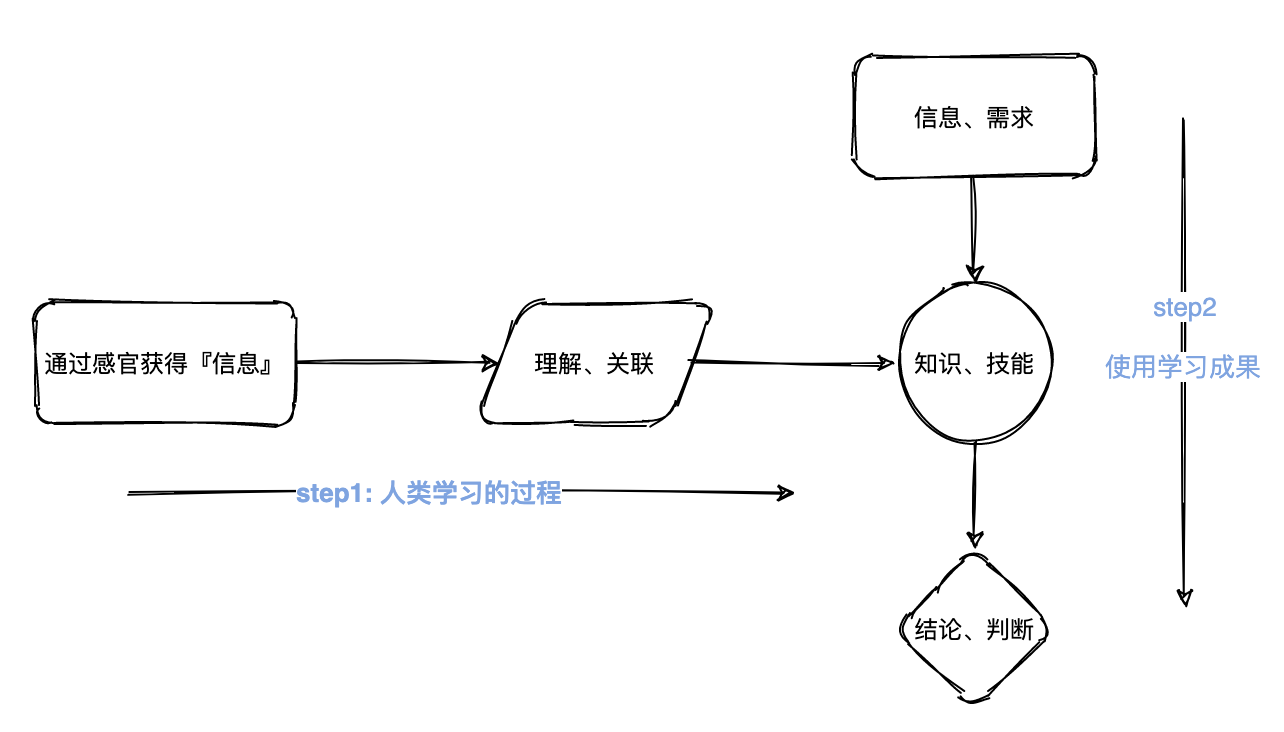 信息、需求
step2
使用学习成果
通过感官获得『信息』
理解、关联
知识、技能
step1: 人类学习的过程
结论、判断